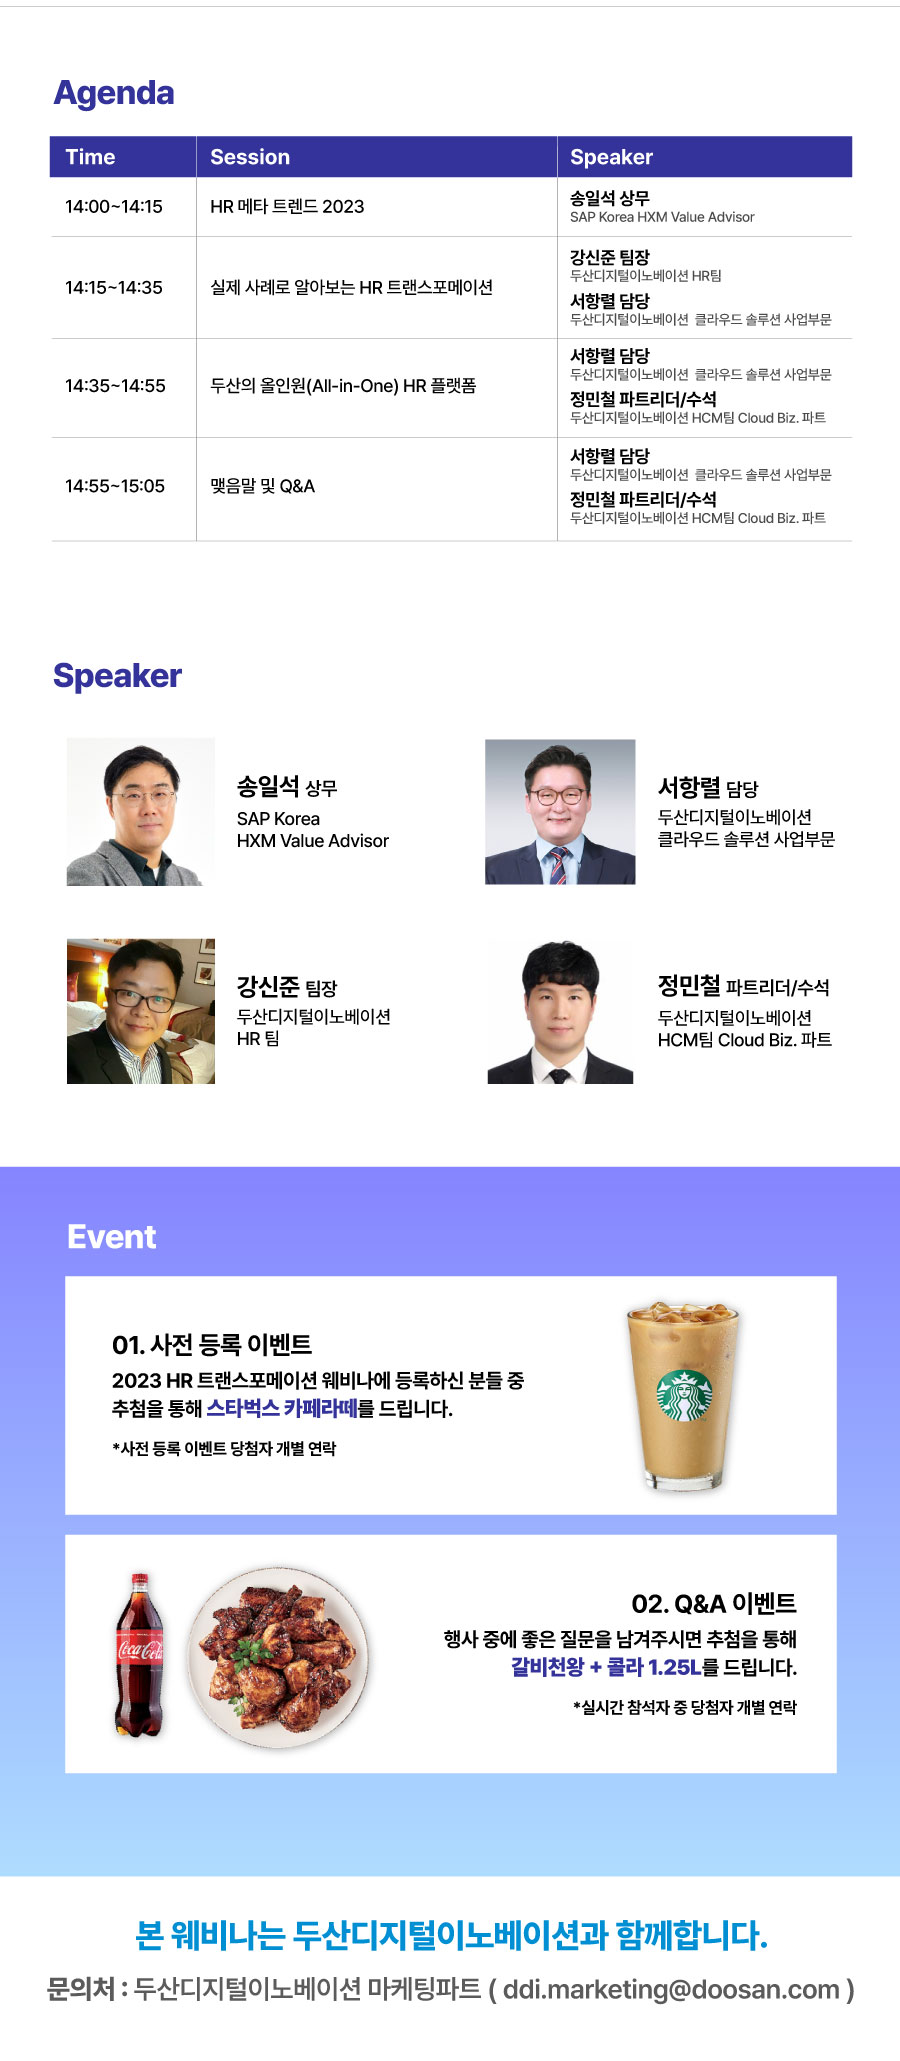 Agenda
Time Session Speaker
14:00~14:15 HR 메타 트렌드 2023 송일석 상무
SAP Korea HXM Value Advisor
14:15~14:35 실제 사례로 알아보는 HR 트랜스포메이션 강신준 팀장
두산디지털이노베이션 HR팀
서항렬 담당
두산디지털이노베이션 클라우드 솔루션 사업부문
14:35~14:55 두산의 올인원(All-in-One) HR 플랫폼 서항렬 담당
두산디지털이노베이션 클라우드 솔루션 사업부문
정민철 파트리더/수석
두산디지털이노베이션 HCM팀 Cloud Biz. 파트
14:55~15:05 맺음말 및 Q&A 서항렬 담당
두산디지털이노베이션 클라우드 솔루션 사업부문
정민철 파트리더/수석
두산디지털이노베이션 HCM팀 Cloud Biz. 파트
Speaker
송일석 상무
SAP Korea
HXM Value Advisor
서항렬 담당
두산디지털이노베이션
클라우드 솔루션 사업부문
강신준 팀장
두산디지털이노베이션
HR 팀
정민철 파트리더/수석
두산디지털이노베이션
HCM팀 Cloud Biz. 파트
Event
01. 사전 등록 이벤트
2023 HR 트랜스포메이션 웨비나에 등록하신 분들 중
추첨을 통해 스타벅스 카페라떼를 드립니다.
*사전 등록 이벤트 당첨자 개별 연락
Coca-Cola
02. Q&A 이벤트
행사 중에 좋은 질문을 남겨주시면 추첨을 통해
갈비천왕 + 콜라 1.25L를 드립니다.
*실시간 참석자 중 당첨자 개별 연락
본 웨비나는 두산디지털이노베이션과 함께합니다.
문의처 : 두산디지털이노베이션 마케팅파트 ( ddi.marketing@doosan.com )